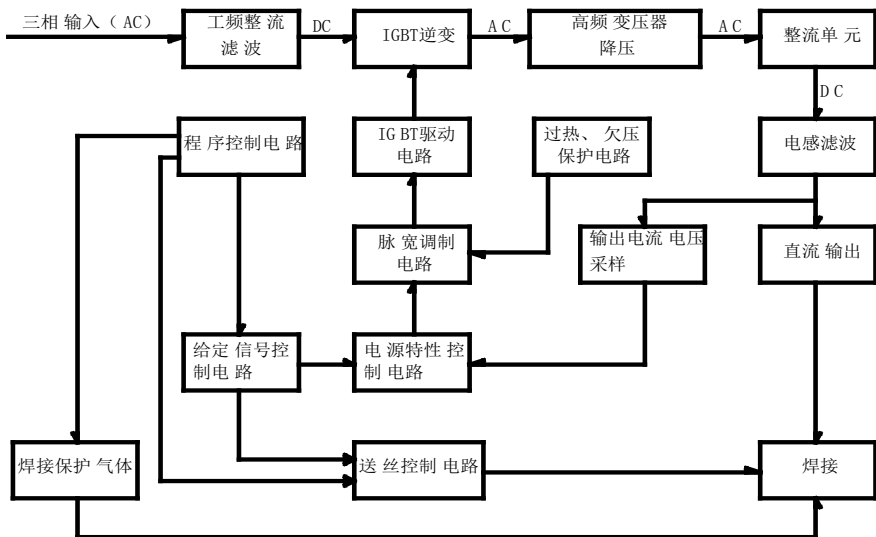 三相输入（AC）
工频整流
滤波
DC
IGBT逆变
AC
高频变压器
降压
AC
整流单元
DC
程序控制电路
IGBT驱动
电路
过热、欠压
保护电路
电感滤波
脉宽调制
电路
输出电流电压
采样
直流输出
给定信号控
制电路
电源特性控
制电路
焊接保护气体
送丝控制电路
焊接